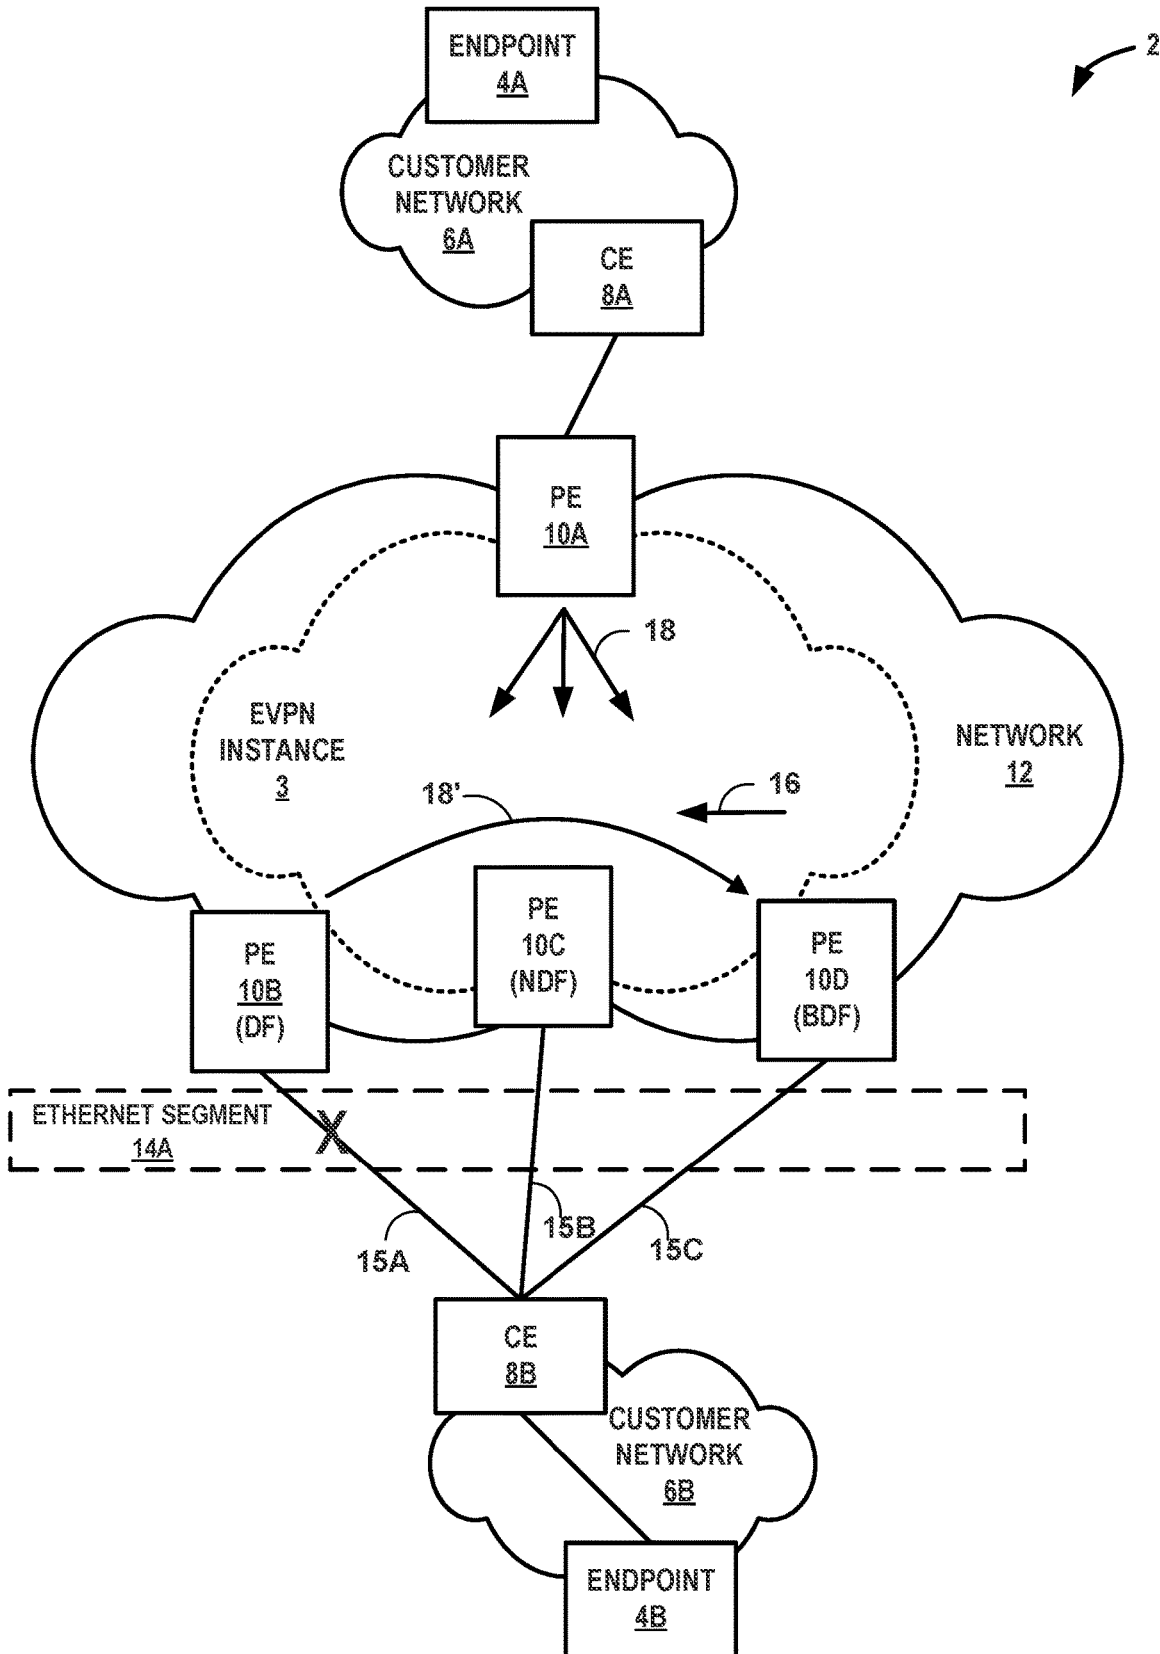 2
ENDPOINT
4A
CUSTOMER
NETWORK
6A
CE
8A
PE
10A
18
EVPN
INSTANCE
3
NETWORK
12
18'
16
PE
10B
(DF)
PE
10C
(NDF)
PE
10D
(BDF)
ETHERNET SEGMENT
14A
X
15A
15B
15C
CE
8B
CUSTOMER
NETWORK
6B
ENDPOINT
4B